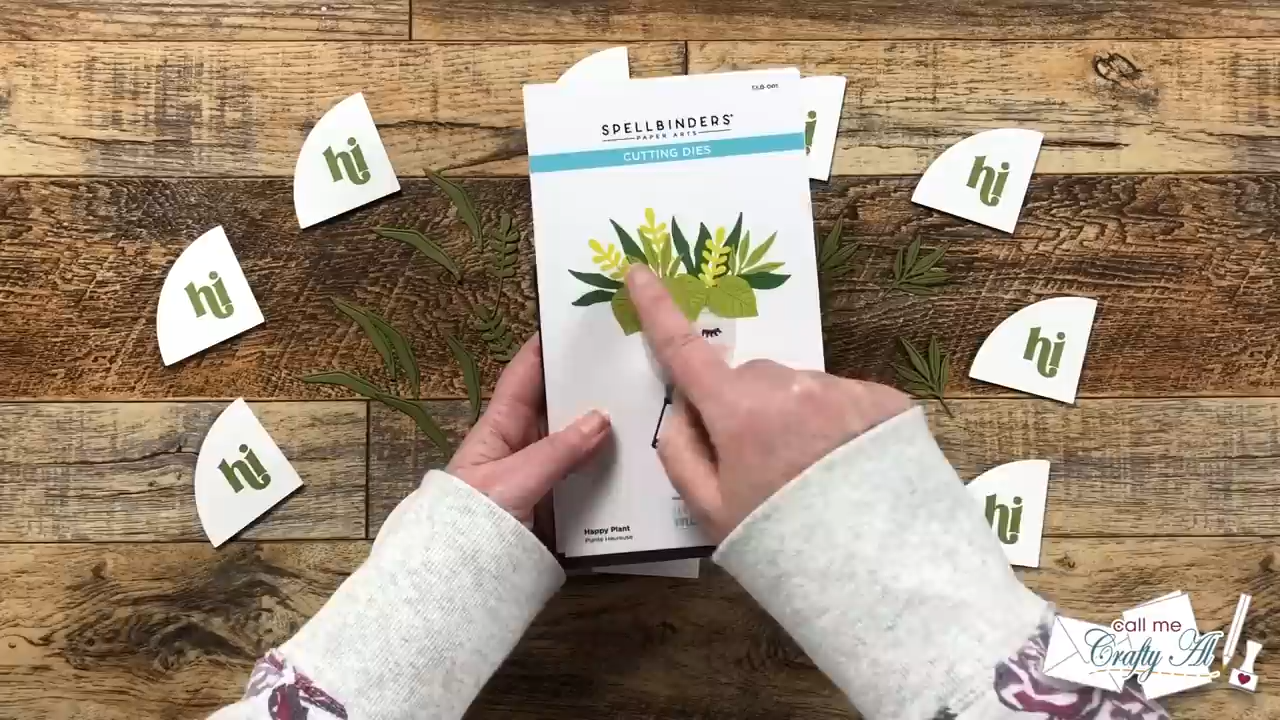 SPELLBINDERS
PAPER ARTS
CUTTING DIES
hi
hi
hi
hi
hi
hi
hi
Happy Plant
Plante Heureuse
call me
Crafty Al